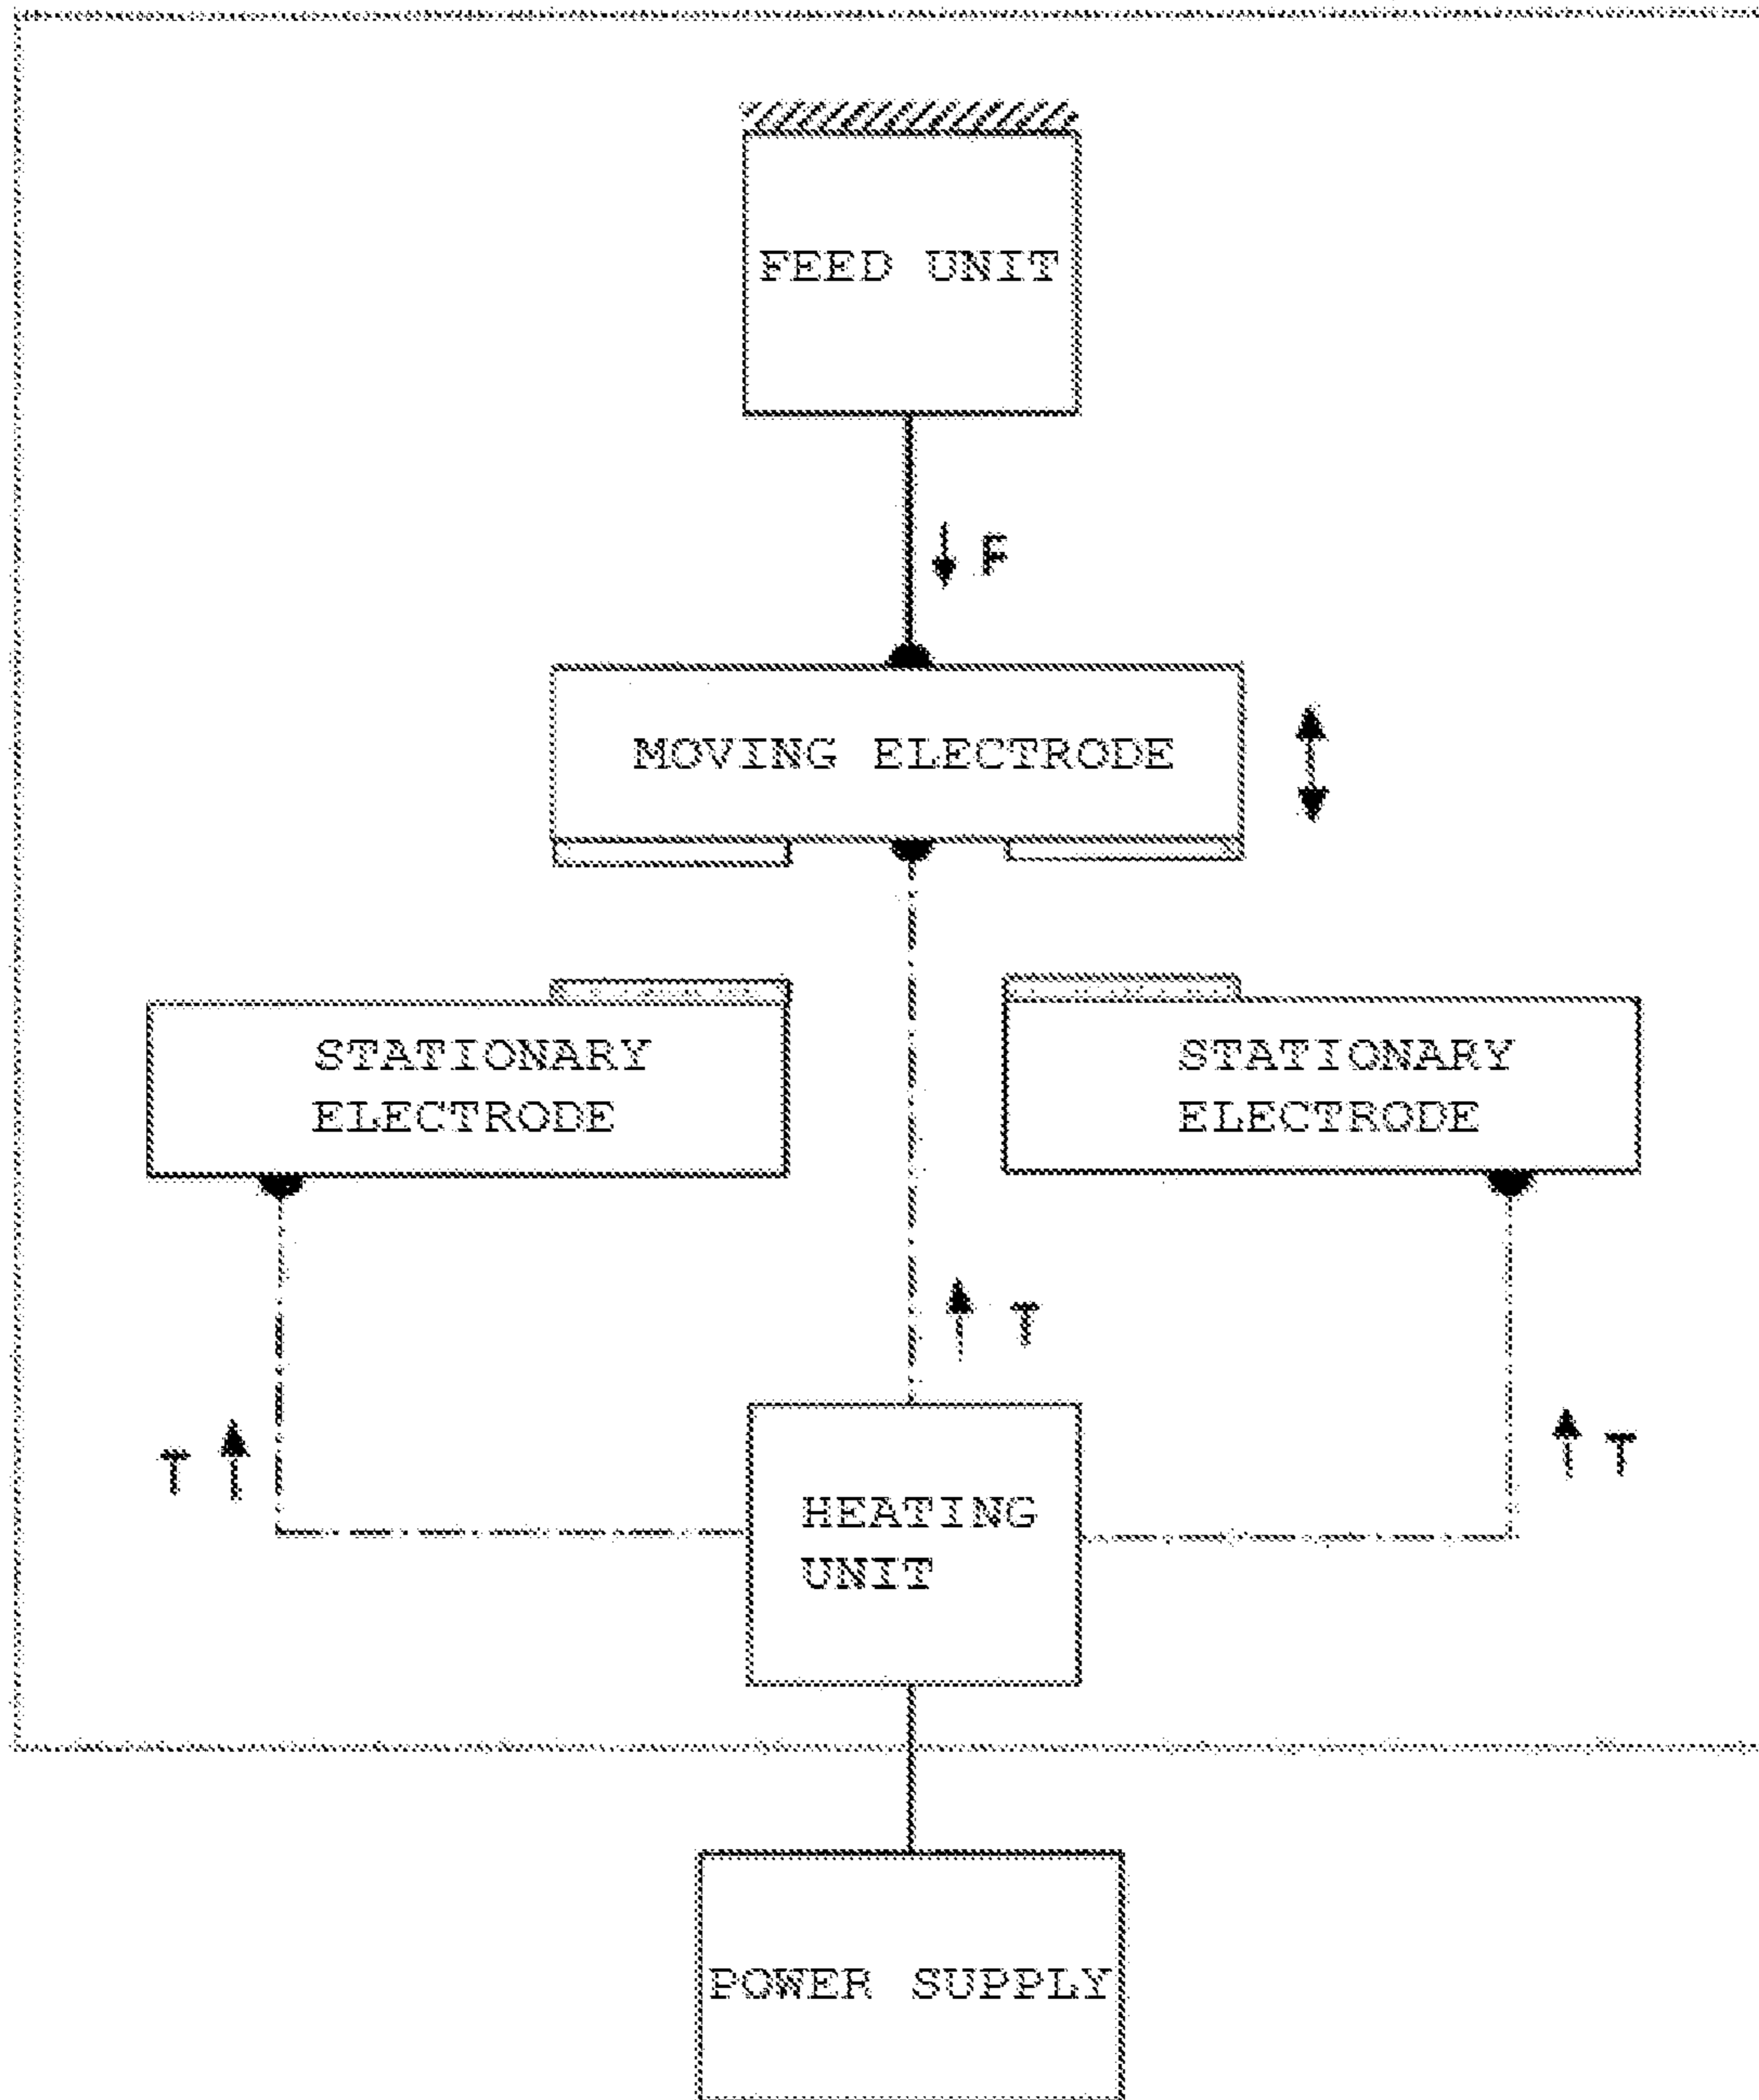 FEED UNIT
F
MOVING ELECTRODE
STATIONARY
ELECTRODE
STATIONARY
ELECTRODE
T
T
T
HEATING
UNIT
POWER SUPPLY